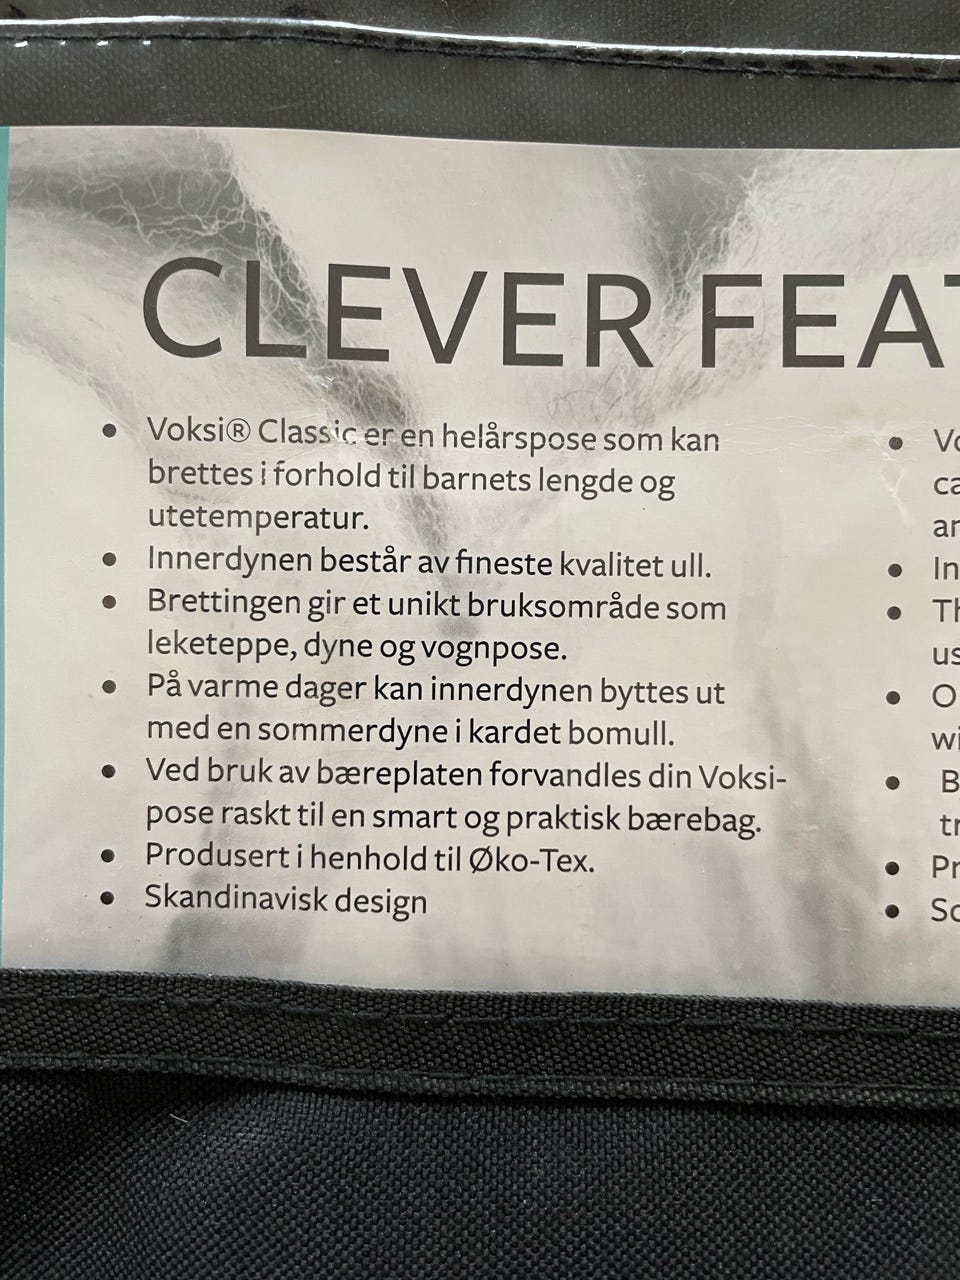 CLEVER FEA
• Voksi® Classic er en helårspose som kan
brettes i forhold til barnets lengde og
utetemperatur.
• Innerdynen består av fineste kvalitet ull.
• Brettingen gir et unikt bruksområde som
leketeppe, dyne og vognpose.
• På varme dager kan innerdynen byttes ut
med en sommerdyne i kardet bomull.
• Ved bruk av bæreplaten forvandles din Voksi-
pose raskt til en smart og praktisk bærebag.
• Produsert i henhold til Øko-Tex.
• Skandinavisk design